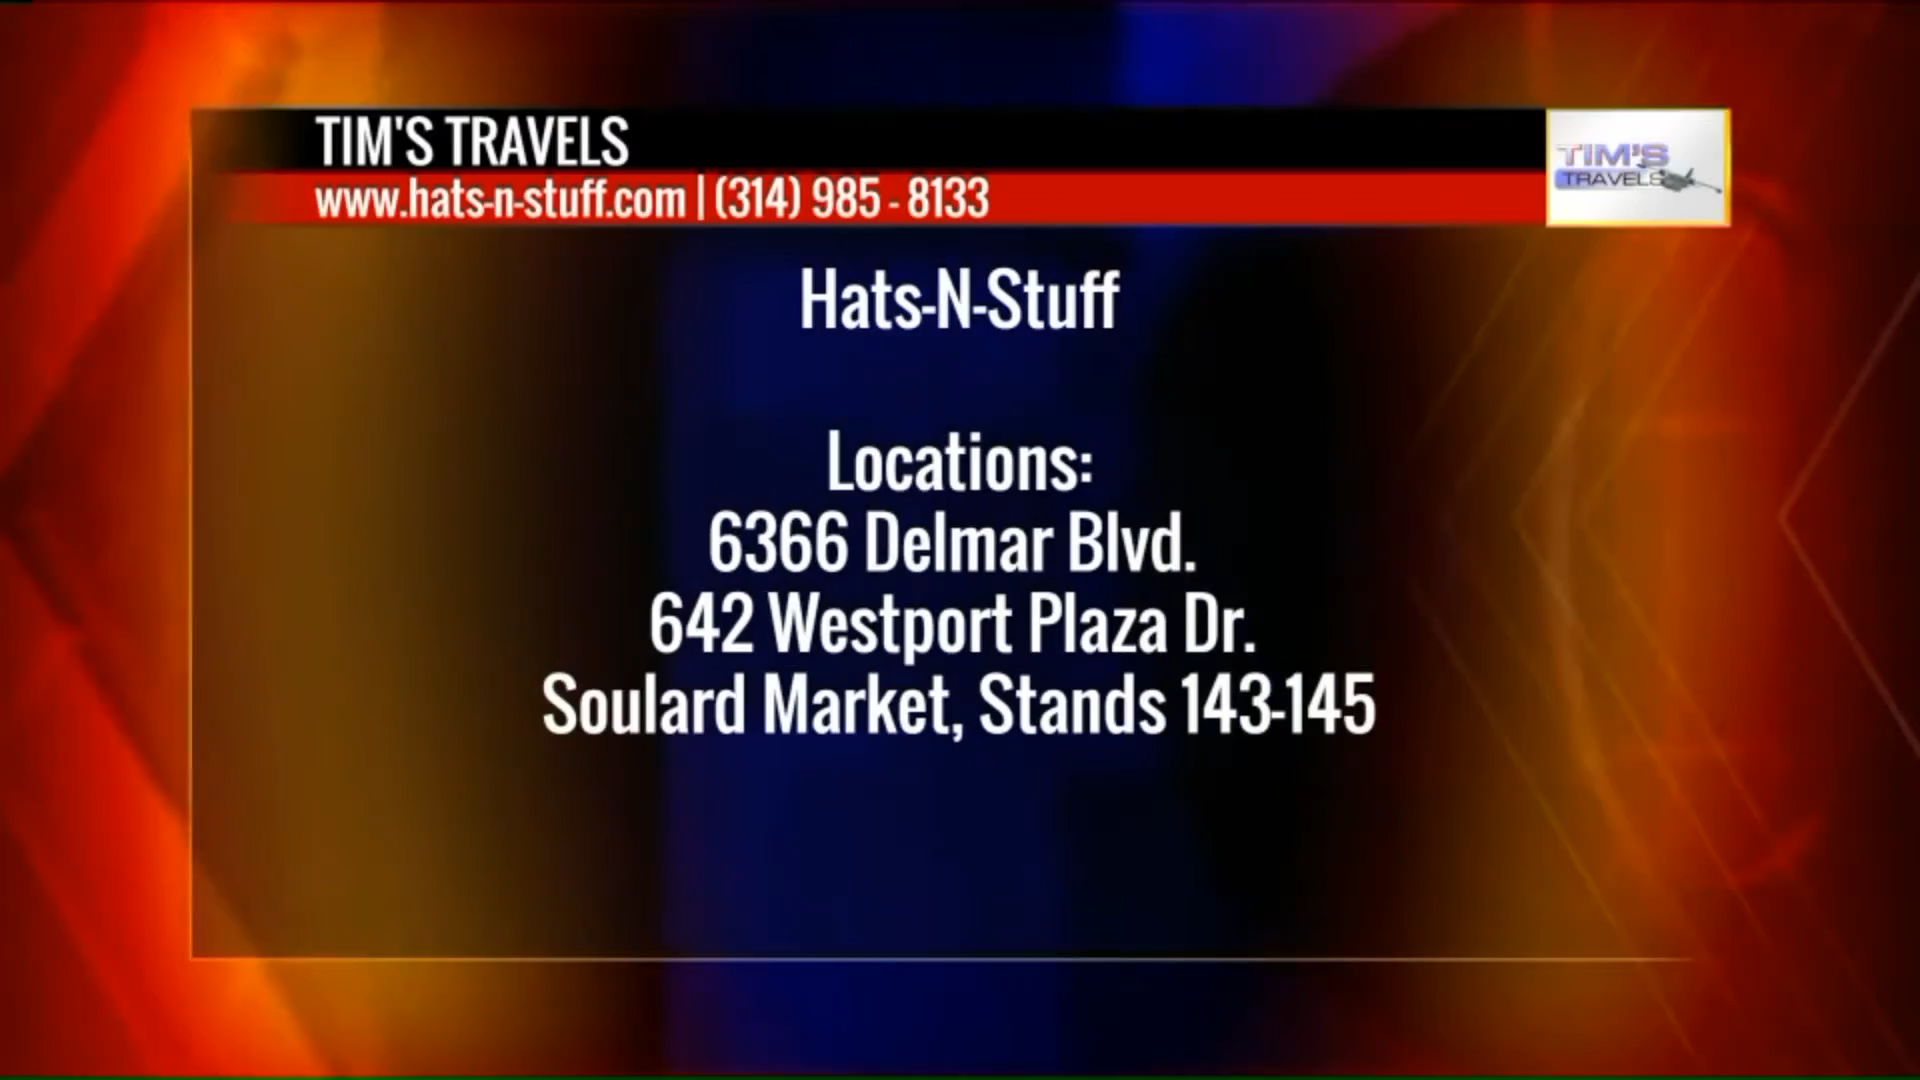 TIM'S TRAVELS
www.hats-n-stuff.com | (314) 985 - 8133
TIM'S
TRAVELS
Hats-N-Stuff
Locations:
6366 Delmar Blvd.
642 Westport Plaza Dr.
Soulard Market, Stands 143-145